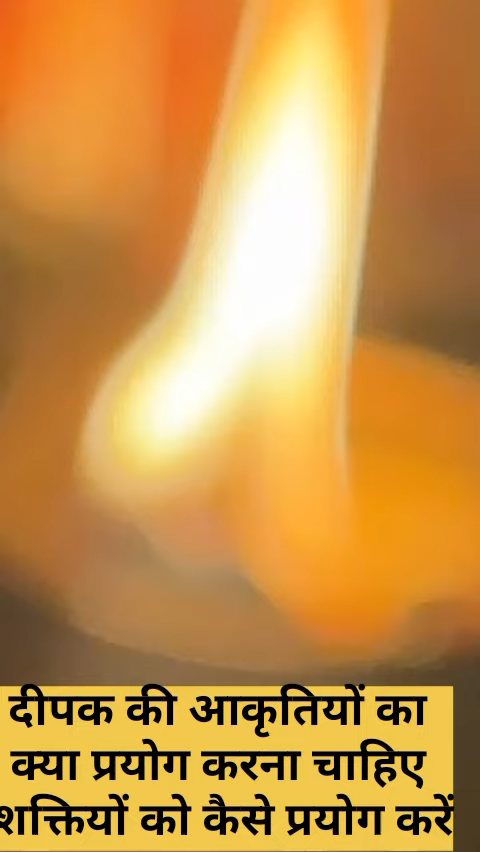 दीपक की आकृतियों का
क्या प्रयोग करना चाहिए
शक्तियों को कैसे प्रयोग करें